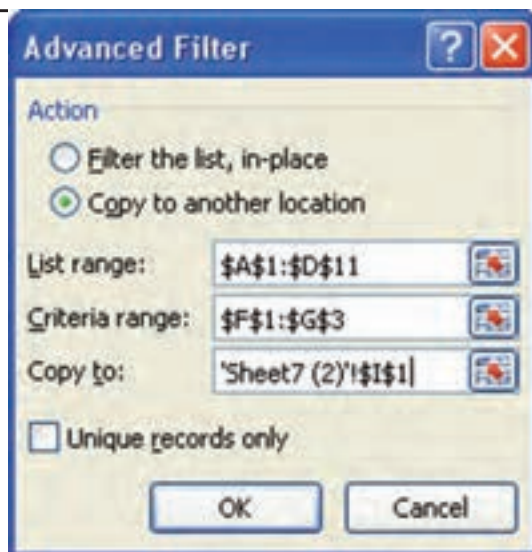 Advanced Filter
Action
Filter the list, in-place
Copy to another location
List range: $A$1:$D$11
Criteria range: $F$1:$G$3
Copy to: 'Sheet7 (2)'!$I$1
Unique records only
OK Cancel